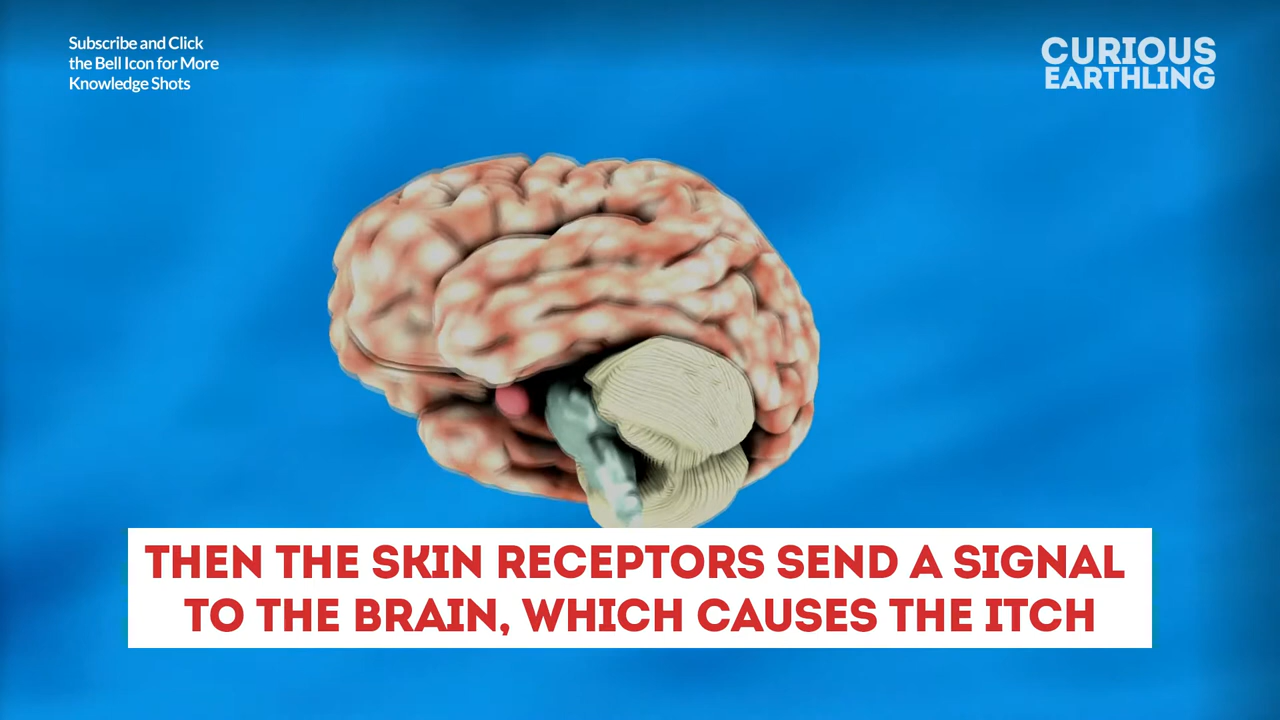 Subscribe and Click
the Bell Icon for More
Knowledge Shots
CURIOUS
EARTHLING
THEN THE SKIN RECEPTORS SEND A SIGNAL
TO THE BRAIN, WHICH CAUSES THE ITCH